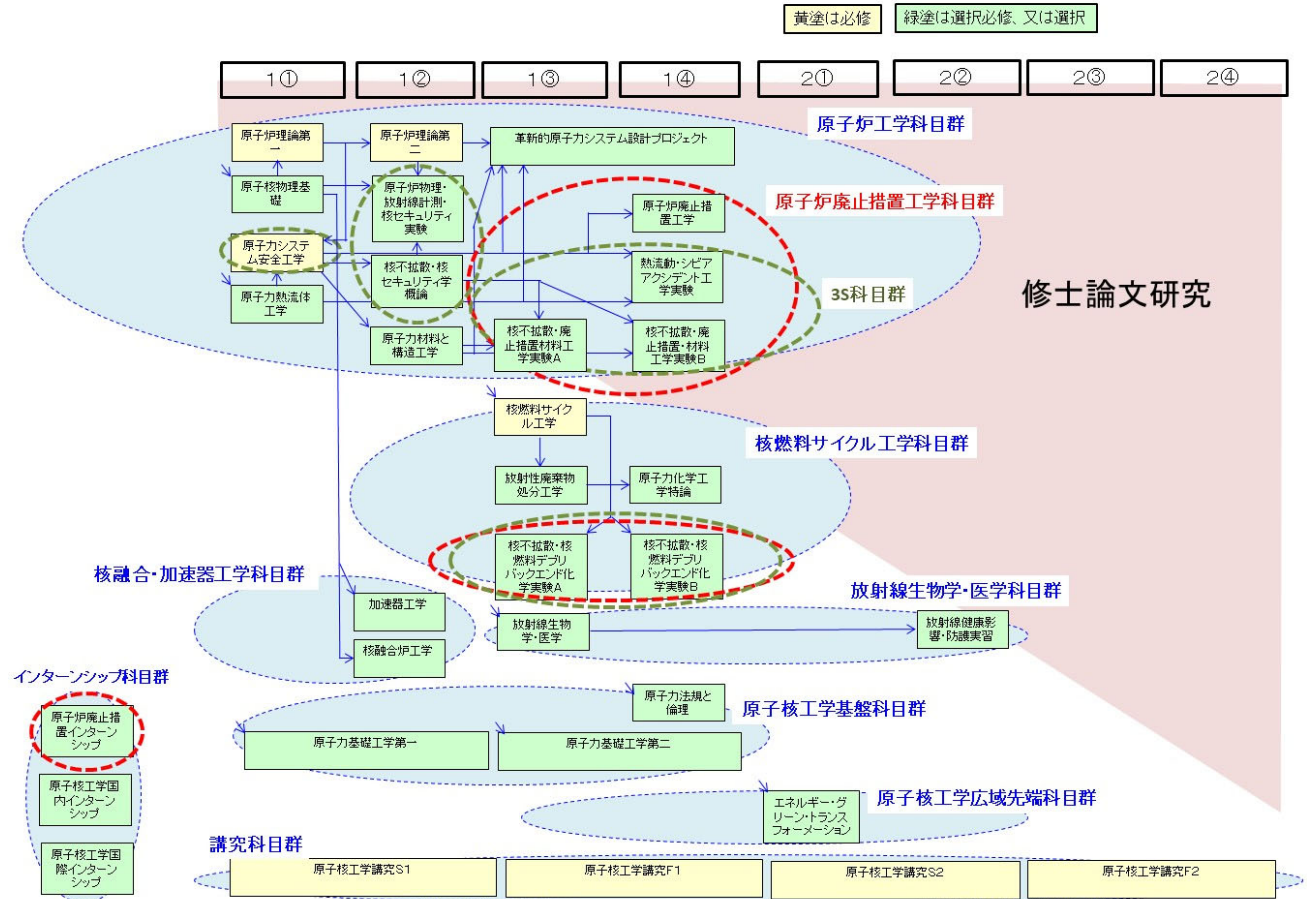 黄塗は必修
緑塗は選択必修、又は選択
1①
1②
1③
1④
2①
2②
2③
2④
原子炉工学科目群
原子炉理論第
一
原子炉理論第
二
革新的原子力システム設計プロジェクト
原子核物理基
礎
原子炉物理・
放射線計測・
核セキュリティ
実験
原子炉廃止措置工学科目群
原子炉廃止措
置工学
原子力システ
ム安全工学
核不拡散・核
セキュリティ学
概論
熱流動・シビア
アクシデント工
学実験
3S科目群
修士論文研究
原子力熱流体
工学
原子力材料と
構造工学
核不拡散・廃
止措置材料工
学実験A
核不拡散・廃
止措置・材料
工学実験B
核燃料サイク
ル工学
核燃料サイクル工学科目群
放射性廃棄物
処分工学
原子力化学工
学特論
核不拡散・核
燃料デブリ
バックエンド化
学実験A
核不拡散・核
燃料デブリ
バックエンド化
学実験B
核融合・加速器工学科目群
加速器工学
核融合炉工学
放射線生物学・医学科目群
放射線生物
学・医学
放射線健康影
響・防護実習
インターンシップ科目群
原子炉廃止措
置インターン
シップ
原子核工学国
内インターン
シップ
原子核工学国
際インターン
シップ
原子力法規と
倫理
原子核工学基盤科目群
原子力基礎工学第一
原子力基礎工学第二
エネルギー・グ
リーン・トランス
フォーメーション
原子核工学広域先端科目群
講究科目群
原子核工学講究S1
原子核工学講究F1
原子核工学講究S2
原子核工学講究F2